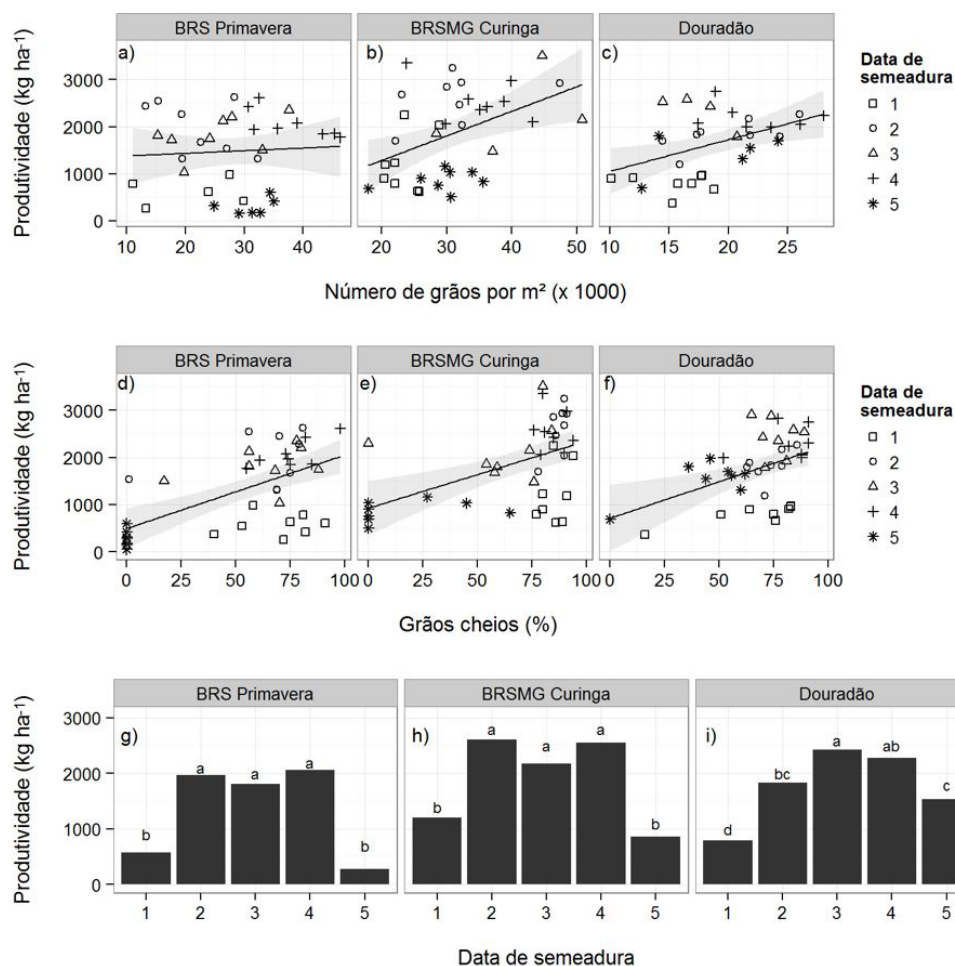 BRS Primavera BRSMG Curinga Douradão
a) b) c)
Produtividade (kg ha-¹)
3000
2000
1000
0
10 20 30 40 20 30 40 50 10 15 20 25
Número de grãos por m² (x 1000)
Data de
semeadura
1
2
3
4
5
BRS Primavera BRSMG Curinga Douradão
d) e) f)
Produtividade (kg ha-¹)
3000
2000
1000
0
0 25 50 75 100 0 25 50 75 100 0 25 50 75 100
Grãos cheios (%)
Data de
semeadura
1
2
3
4
5
BRS Primavera BRSMG Curinga Douradão
g) h) i)
Produtividade (kg ha-¹)
3000
2000
1000
0
b a a a b
b a a a b
d bc a ab c
1 2 3 4 5 1 2 3 4 5 1 2 3 4 5
Data de semeadura